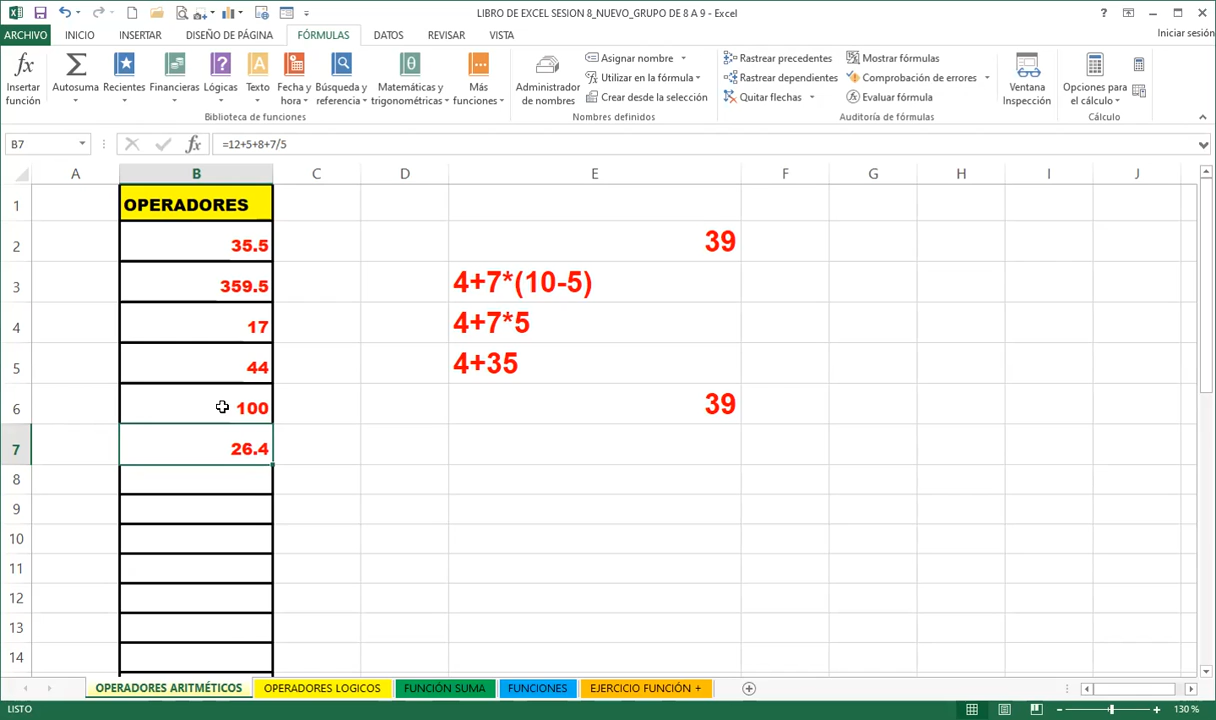 LIBRO DE EXCEL SESION 8_NUEVO_GRUPO DE 8 A 9 - Excel
ARCHIVO INICIO INSERTAR DISEÑO DE PÁGINA FÓRMULAS DATOS REVISAR VISTA Iniciar sesión
fx Insertar función
Autosuma
Recientes
Financieras
Lógicas
Texto
Fecha y hora
Búsqueda y referencia
Matemáticas y trigonométricas
Más funciones
Biblioteca de funciones
Administrador de nombres
Asignar nombre
Utilizar en la fórmula
Crear desde la selección
Nombres definidos
Rastrear precedentes
Rastrear dependientes
Quitar flechas
Mostrar fórmulas
Comprobación de errores
Evaluar fórmula
Auditoría de fórmulas
Ventana Inspección
Opciones para el cálculo
Cálculo
B7 fx =12+5+8+7/5
A B C D E F G H I J
1 OPERADORES
2 35.5 39
3 359.5 4+7*(10-5)
4 17 4+7*5
5 44 4+35
6 100 39
7 26.4
8
9
10
11
12
13
14
OPERADORES ARITMÉTICOS OPERADORES LOGICOS FUNCIÓN SUMA FUNCIONES EJERCICIO FUNCIÓN +
LISTO 130 %